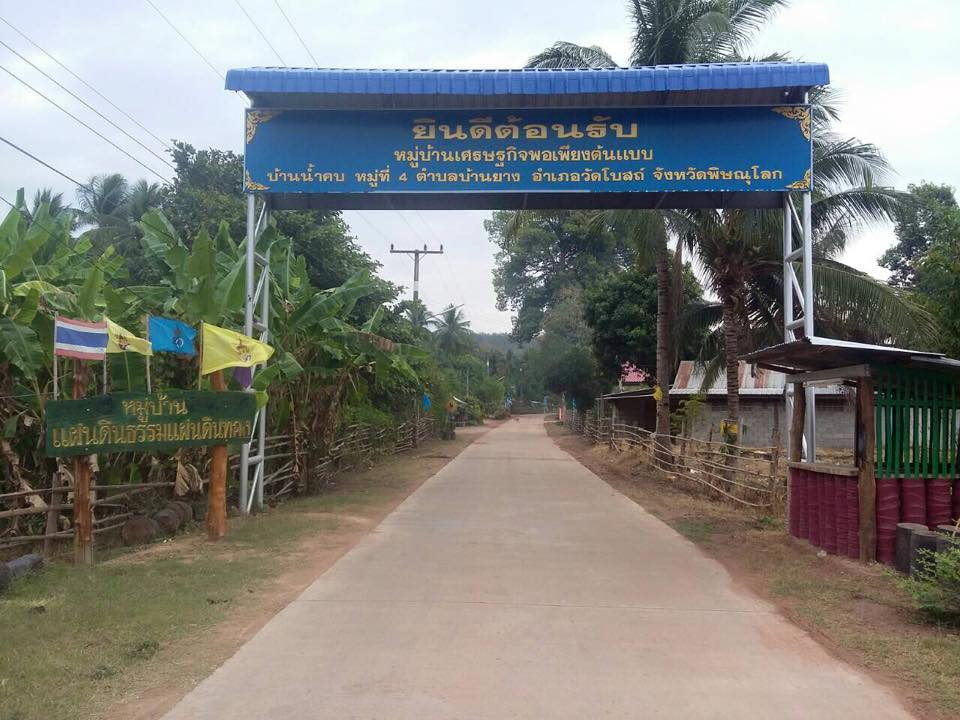 ยินดีต้อนรับ
หมู่บ้านเศรษฐกิจพอเพียงต้นแบบ
บ้านน้ำคบ หมู่ที่ 4 ตำบลบ้านยาง อำเภอวัดโบสถ์ จังหวัดพิษณุโลก
หมู่บ้าน
แผ่นดินธรรมแผ่นดินทอง